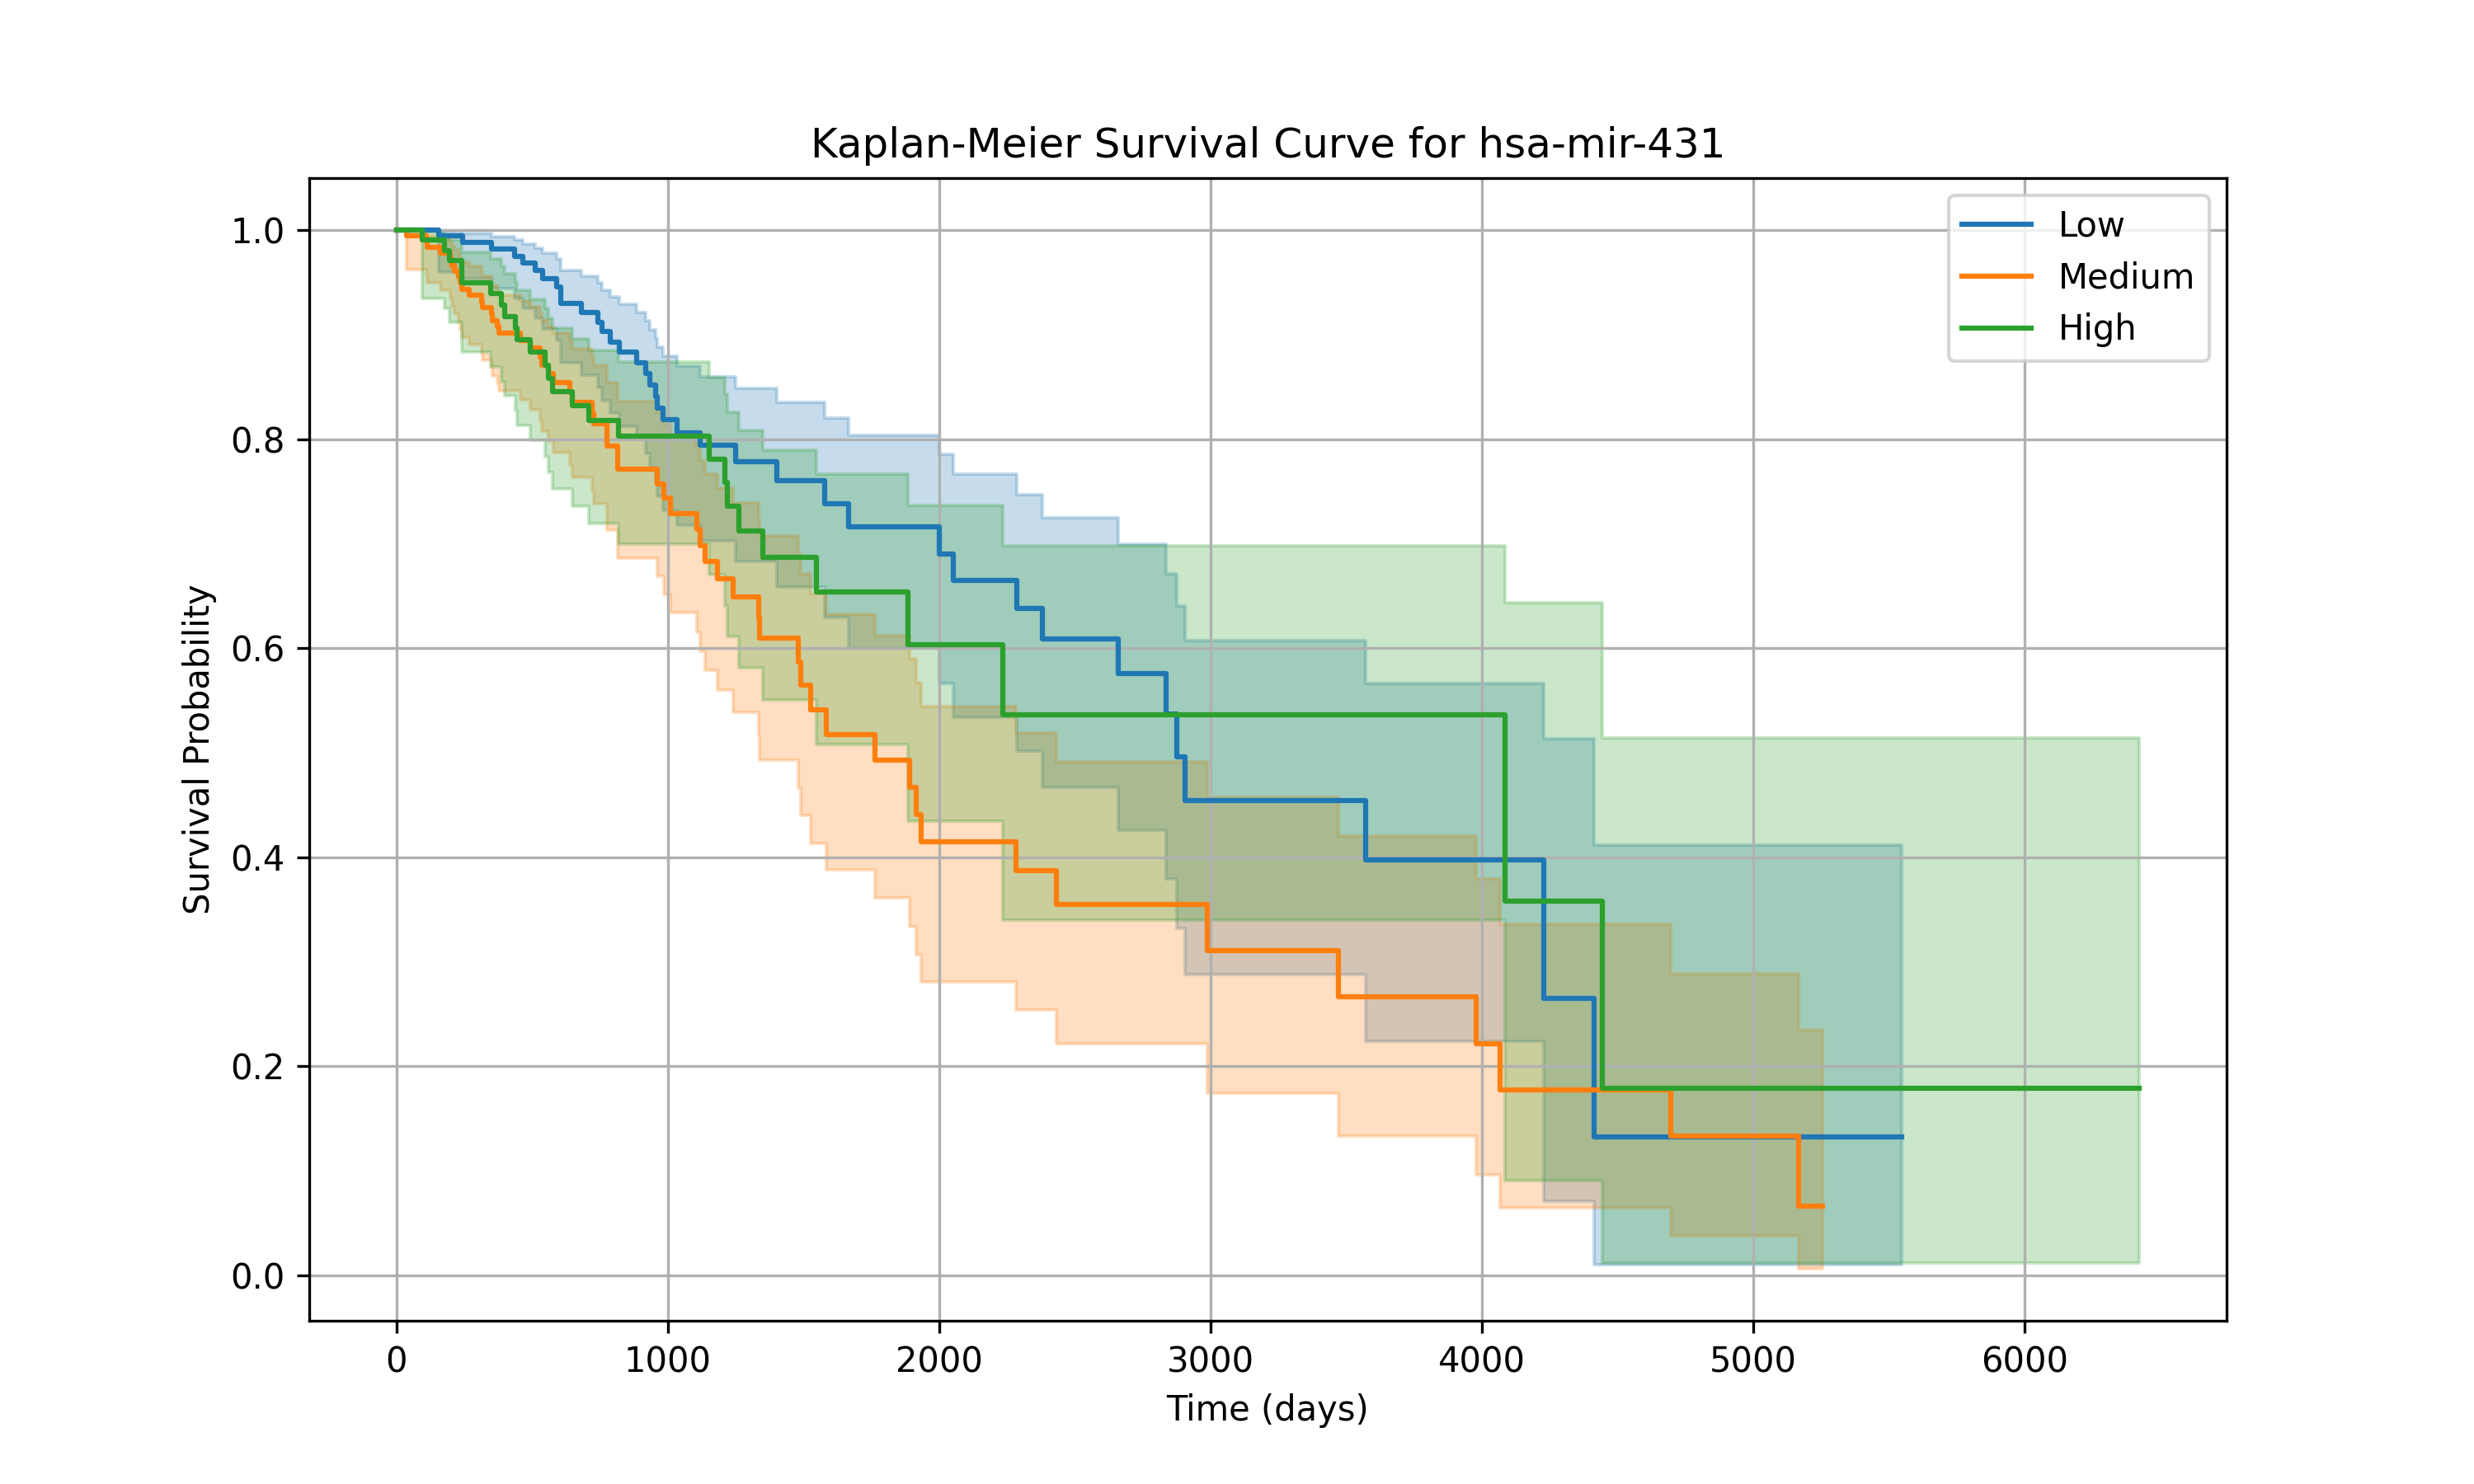 Kaplan-Meier Survival Curve for hsa-mir-431
Low
Medium
High
Survival Probability
1.0
0.8
0.6
0.4
0.2
0.0
0 1000 2000 3000 4000 5000 6000
Time (days)